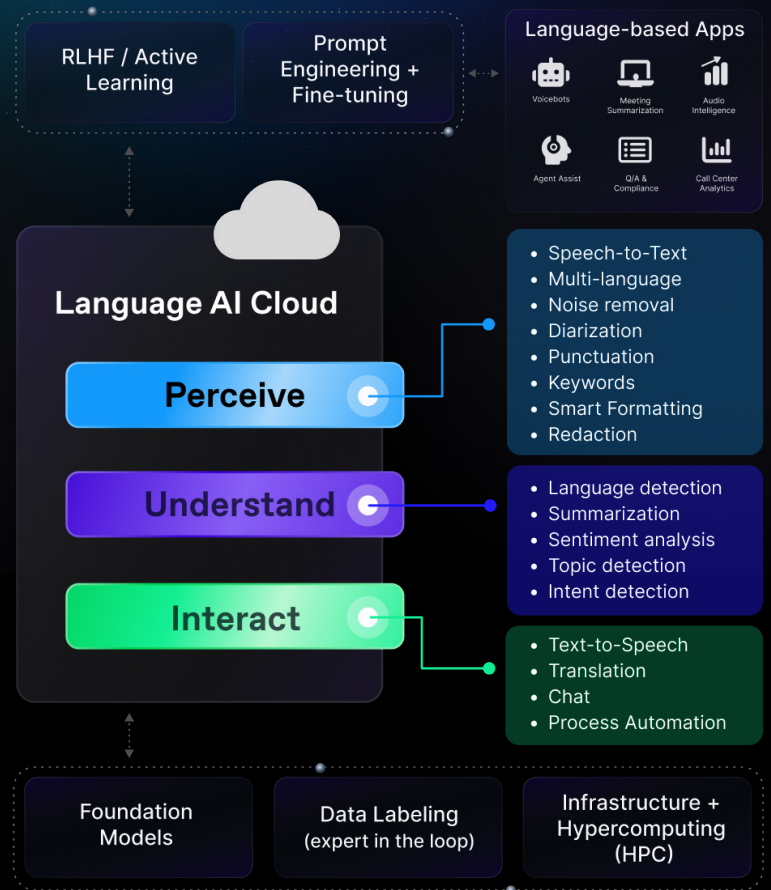 RLHF / Active
Learning
Prompt
Engineering +
Fine-tuning
Language-based Apps
Voicebots
Meeting
Summarization
Audio
Intelligence
Agent Assist
Q/A &
Compliance
Call Center
Analytics
Language AI Cloud
Perceive
• Speech-to-Text
• Multi-language
• Noise removal
• Diarization
• Punctuation
• Keywords
• Smart Formatting
• Redaction
Understand
• Language detection
• Summarization
• Sentiment analysis
• Topic detection
• Intent detection
Interact
• Text-to-Speech
• Translation
• Chat
• Process Automation
Foundation
Models
Data Labeling
(expert in the loop)
Infrastructure +
Hypercomputing
(HPC)